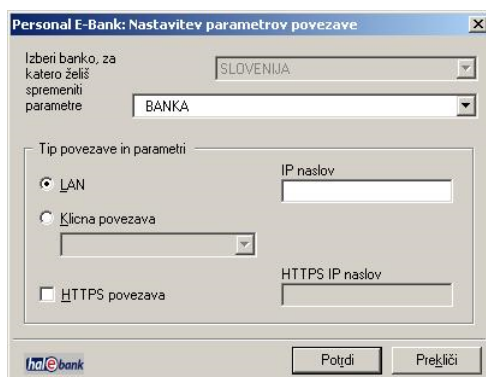 Personal E-Bank: Nastavitev parametrov povezave
Izberi banko, za
katero želiš
spremeniti
parametre
SLOVENIJA
BANKA
Tip povezave in parametri
LAN
IP naslov
Klicna povezava
HTTPS povezava
HTTPS IP naslov
hal@bank
Potrdi
Prekliči